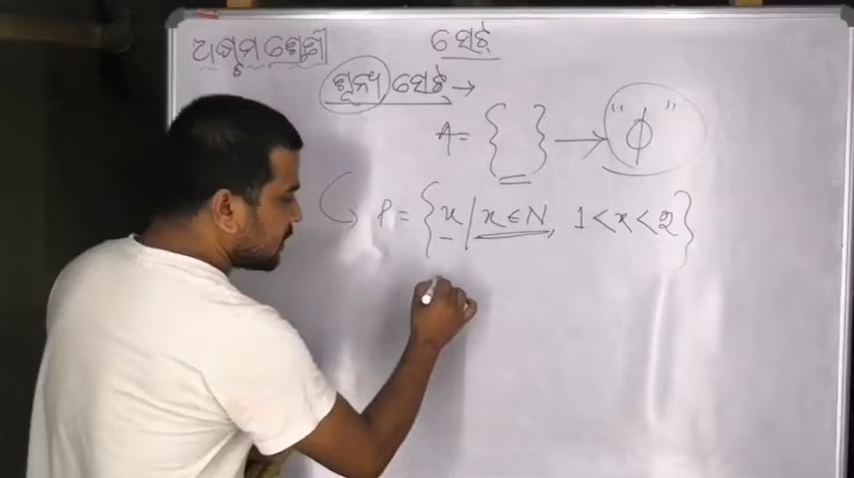 ଅଷ୍ଟମ ଶ୍ରେଣୀ ସେଟ୍
ଶୂନ୍ୟ ସେଟ୍ →
A = { } → "ϕ"
P = {x | x ∈ N, 1 < x < 2}